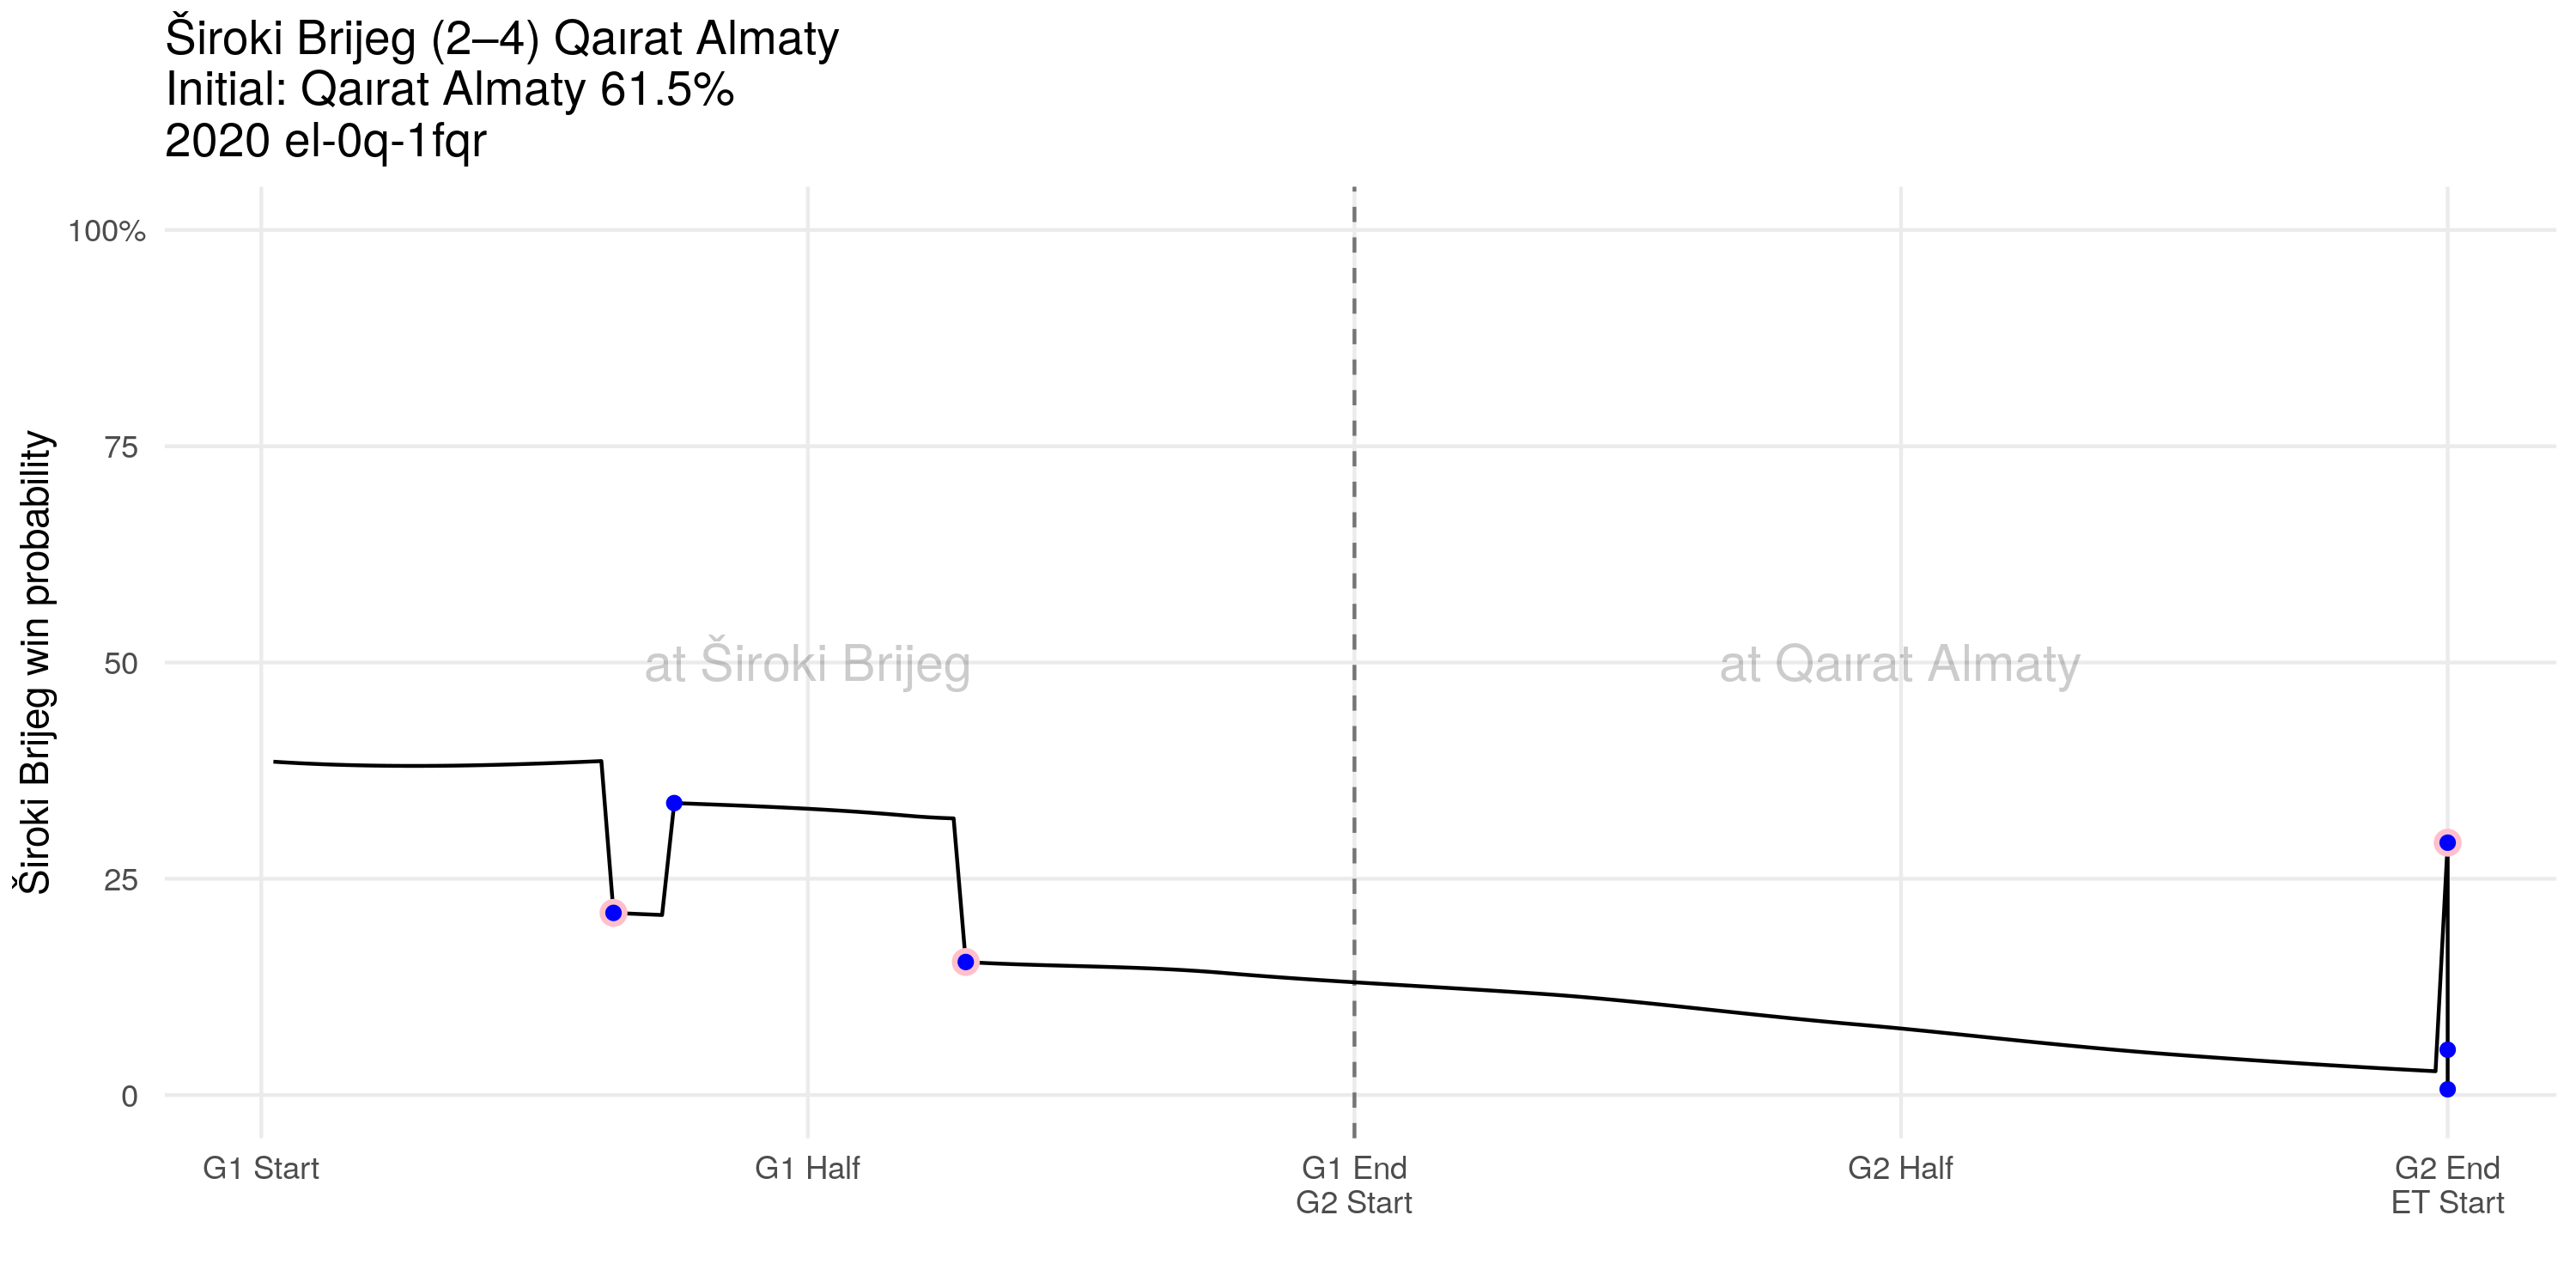 Široki Brijeg (2–4) Qaırat Almaty
Initial: Qaırat Almaty 61.5%
2020 el-0q-1fqr
Široki Brijeg win probability
100%
75
50
25
0
at Široki Brijeg
at Qaırat Almaty
G1 Start
G1 Half
G1 End
G2 Start
G2 Half
G2 End
ET Start